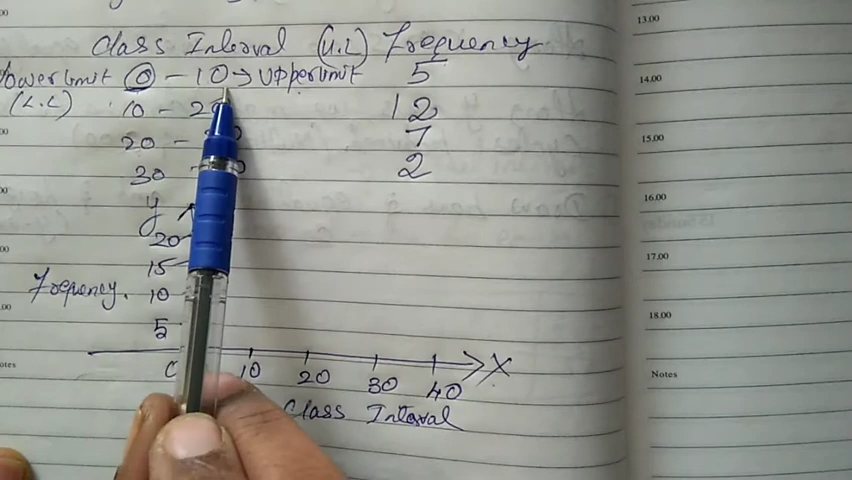 Class Interval (U.L) Frequency
Lower limit 0 - 10 → Upper limit 5
(L.L) 10 - 20 12
20 - 7
30 - 2
y
20
15
Frequency. 10
5
10 20 30 40 X
Class Interval
13.00
14.00
15.00
16.00
17.00
18.00
Notes